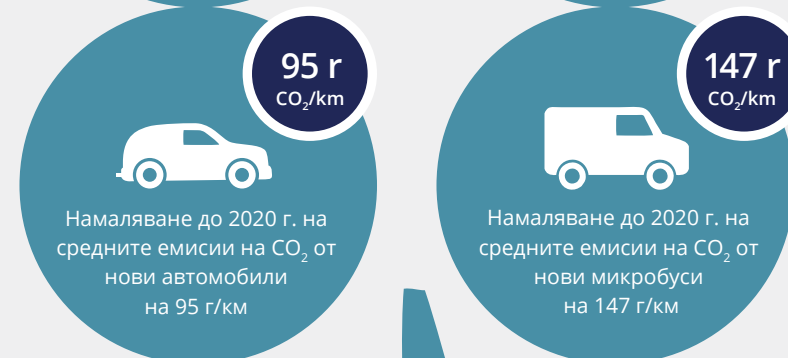 95 г
CO₂/km
Намаляване до 2020 г. на
средните емисии на CO₂ от
нови автомобили
на 95 г/км
147 г
CO₂/km
Намаляване до 2020 г. на
средните емисии на CO₂ от
нови микробуси
на 147 г/км